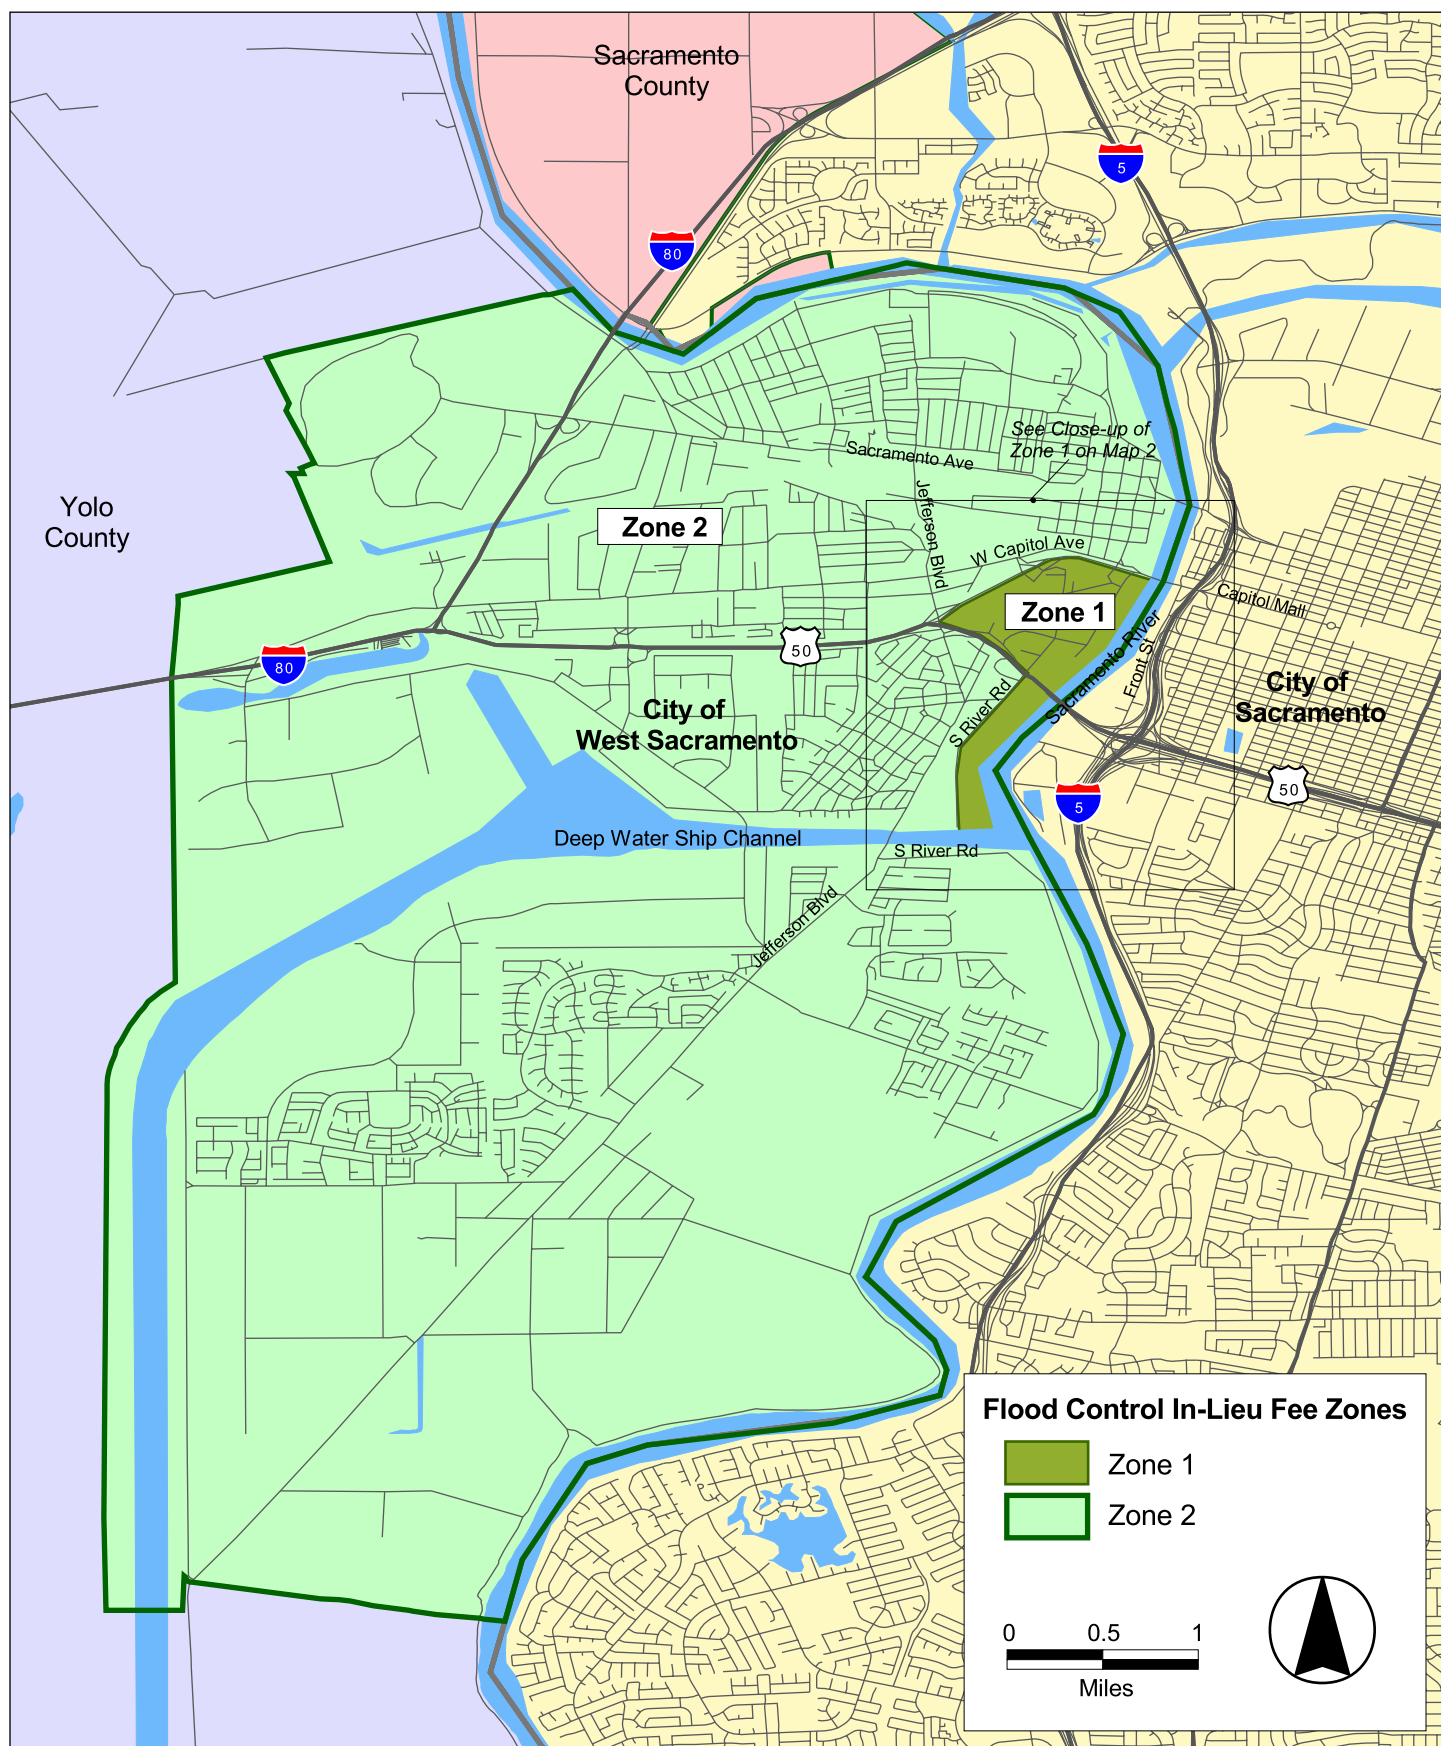 Sacramento
County
5
80
See Close-up of
Zone 1 on Map 2
Sacramento Ave
Jefferson Blvd
Yolo
County
Zone 2
W Capitol Ave
Capitol Mall
Zone 1
50
80
Sacramento River
Front St
S River Rd
City of
West Sacramento
City of
Sacramento
50
5
Deep Water Ship Channel
S River Rd
Jefferson Blvd
Flood Control In-Lieu Fee Zones
Zone 1
Zone 2
0 0.5 1
Miles